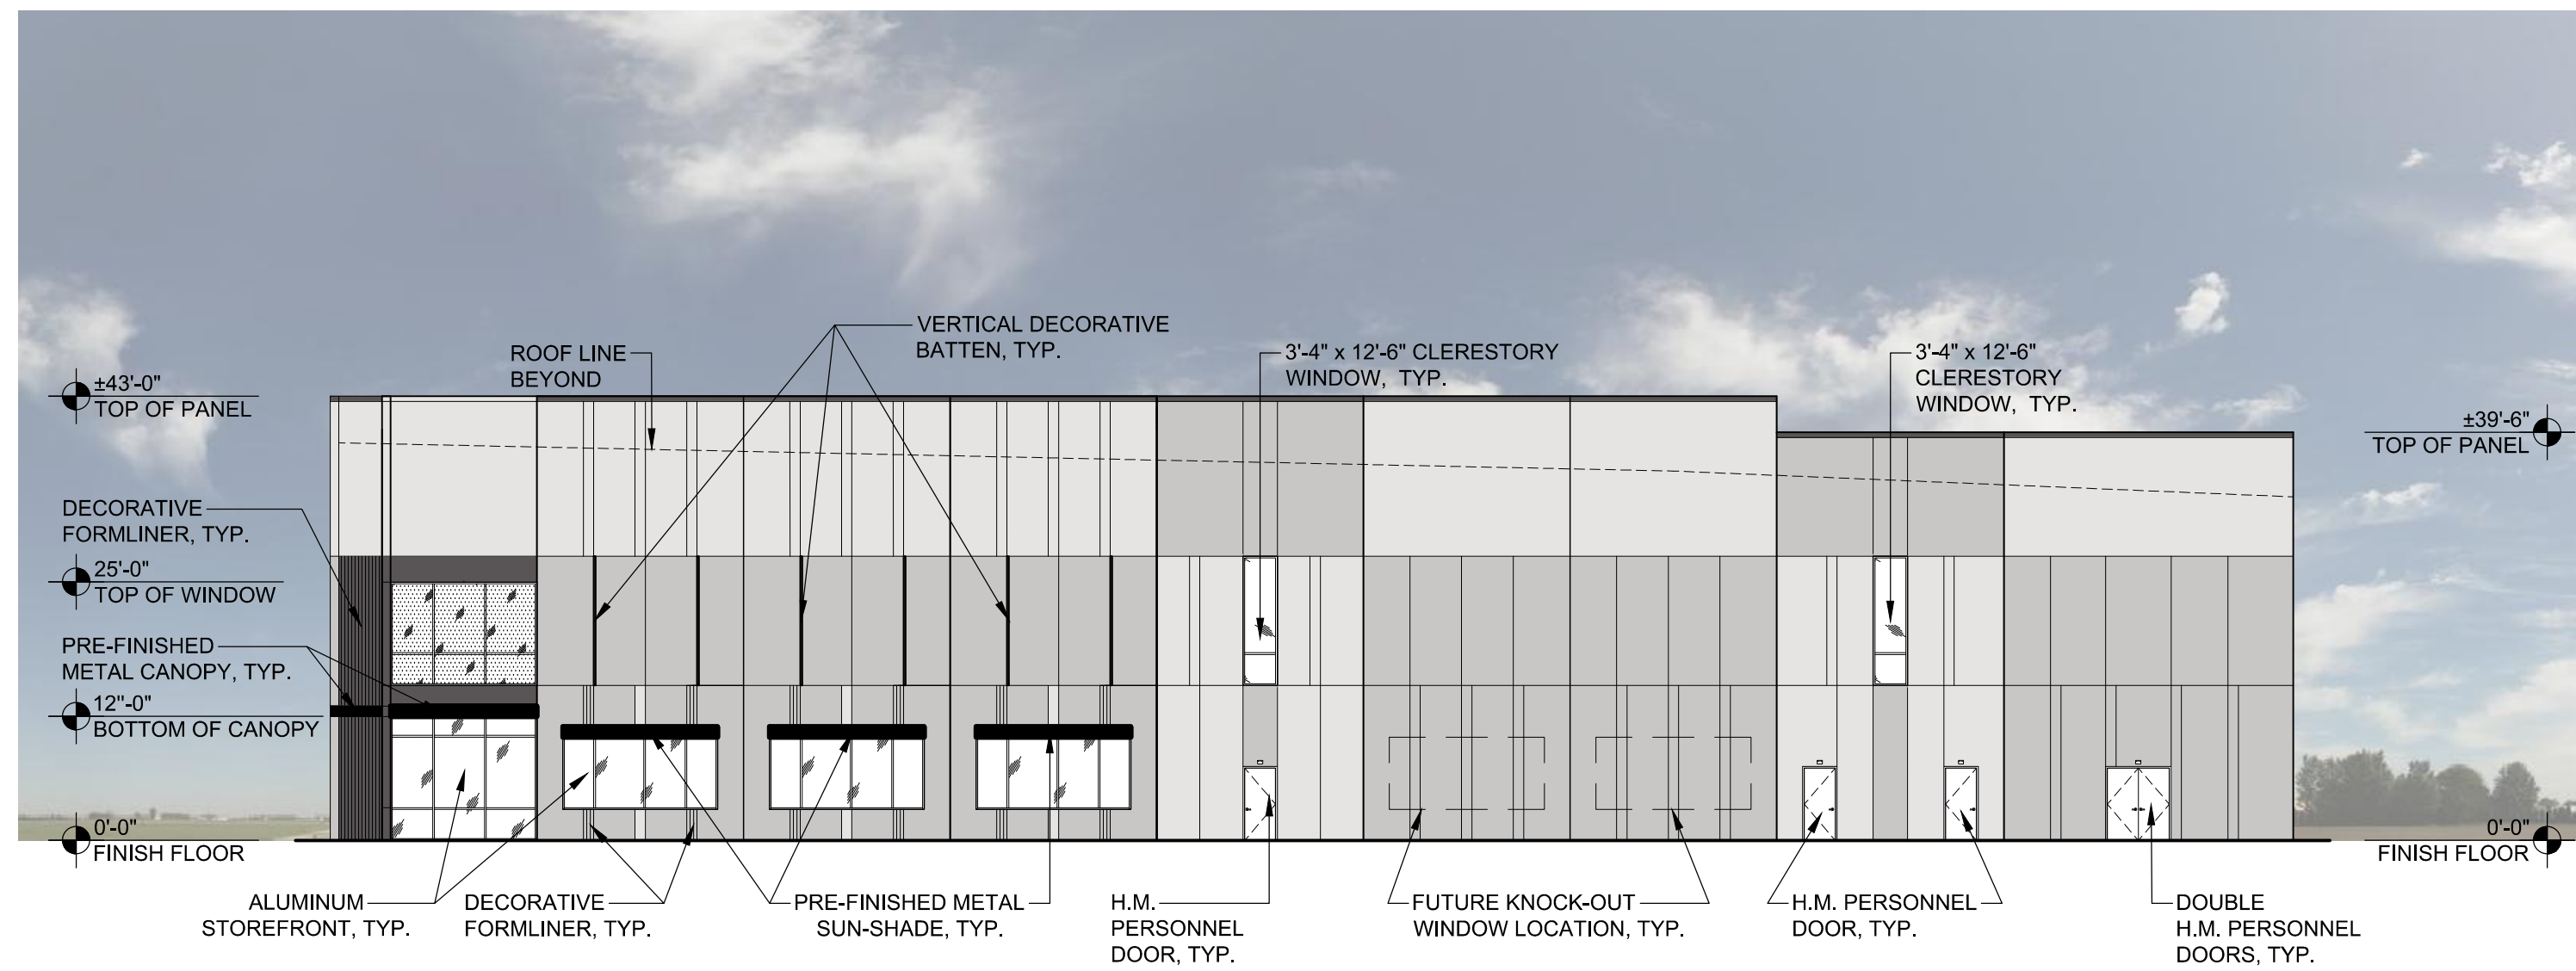 VERTICAL DECORATIVE
BATTEN, TYP.
ROOF LINE
BEYOND
3'-4" x 12'-6" CLERESTORY
WINDOW, TYP.
3'-4" x 12'-6"
CLERESTORY
WINDOW, TYP.
±43'-0"
TOP OF PANEL
±39'-6"
TOP OF PANEL
DECORATIVE
FORMLINER, TYP.
25'-0"
TOP OF WINDOW
PRE-FINISHED
METAL CANOPY, TYP.
12"-0"
BOTTOM OF CANOPY
0'-0"
FINISH FLOOR
0'-0"
FINISH FLOOR
ALUMINUM
STOREFRONT, TYP.
DECORATIVE
FORMLINER, TYP.
PRE-FINISHED METAL
SUN-SHADE, TYP.
H.M.
PERSONNEL
DOOR, TYP.
FUTURE KNOCK-OUT
WINDOW LOCATION, TYP.
H.M. PERSONNEL
DOOR, TYP.
DOUBLE
H.M. PERSONNEL
DOORS, TYP.